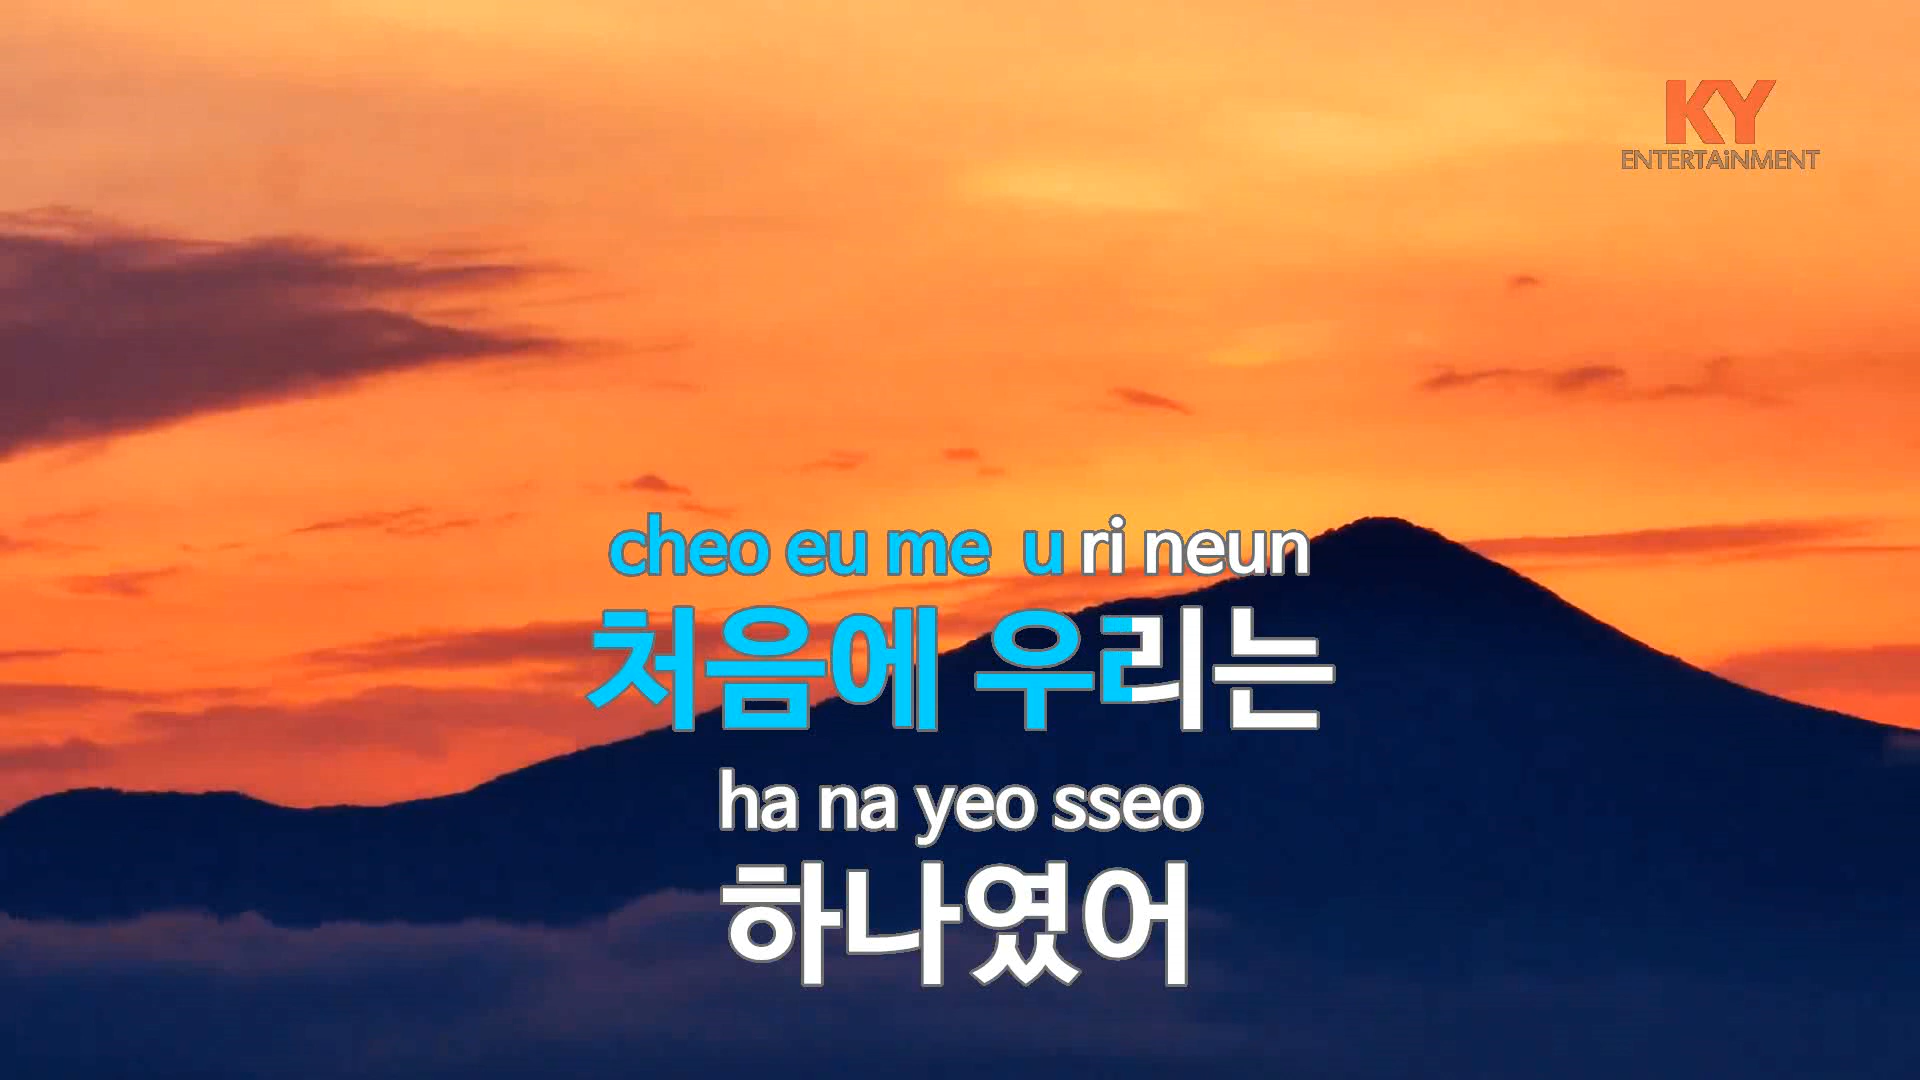 KY
ENTERTAiNMENT
cheo eu me u ri neun
처음에 우리는
ha na yeo sseo
하나였어